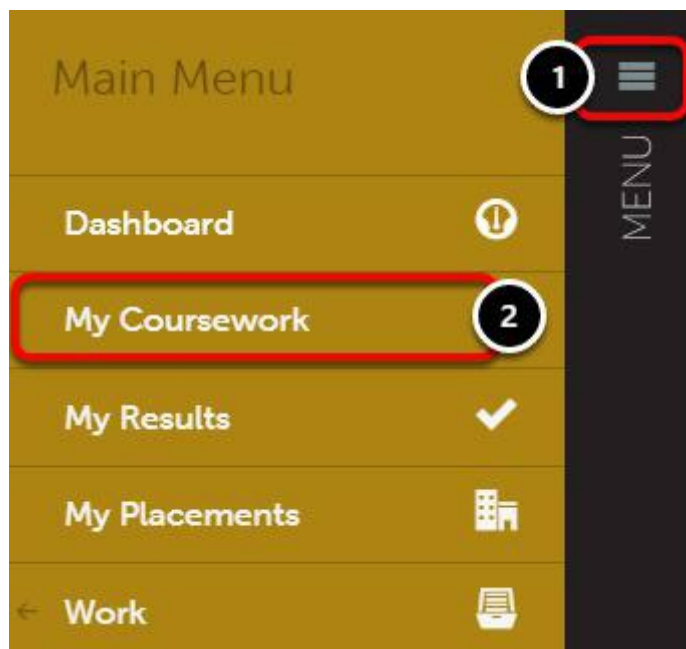 Main Menu
1
MENU
Dashboard
My Coursework
2
My Results
My Placements
Work